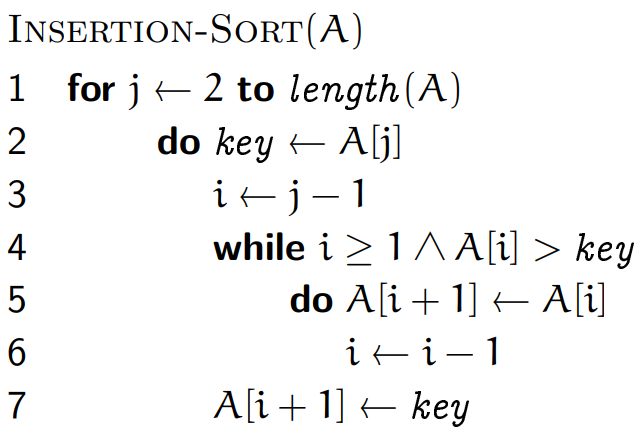 INSERTION-SORT(A)
1 for j ← 2 to length(A)
2 do key ← A[j]
3 i ← j − 1
4 while i ≥ 1 ∧ A[i] > key
5 do A[i + 1] ← A[i]
6 i ← i − 1
7 A[i + 1] ← key